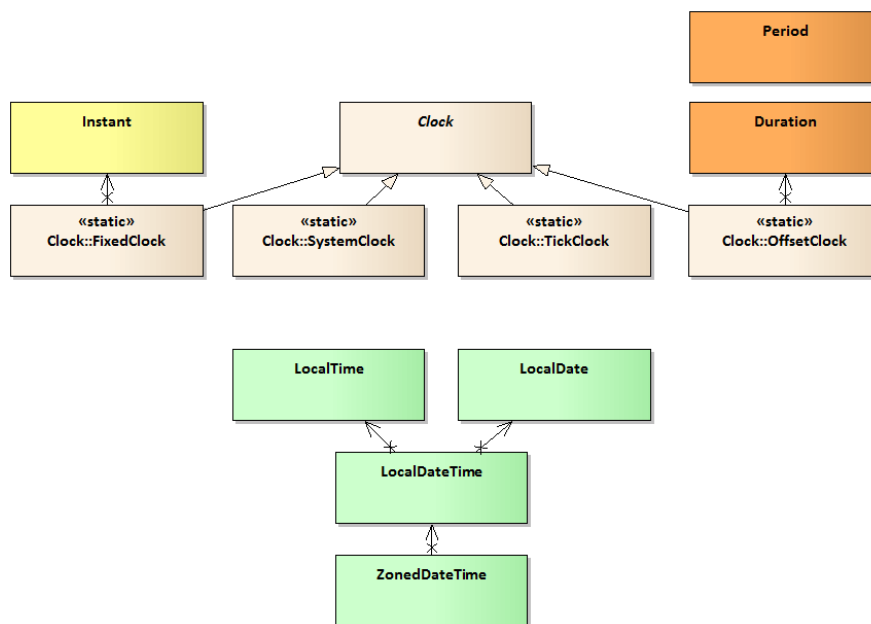 Period
Instant
Clock
Duration
«static»
Clock::FixedClock
«static»
Clock::SystemClock
«static»
Clock::TickClock
«static»
Clock::OffsetClock
LocalTime
LocalDate
LocalDateTime
ZonedDateTime